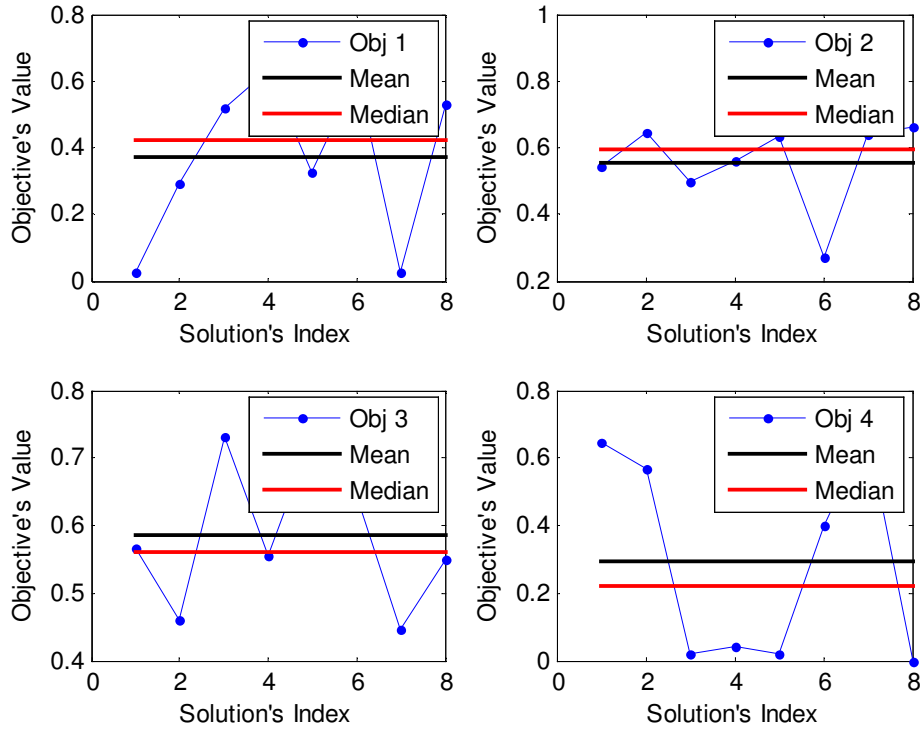 0.8
0.6
0.4
0.2
0
0 2 4 6 8
Objective's Value
Solution's Index
Obj 1
Mean
Median
1
0.8
0.6
0.4
0.2
0 2 4 6 8
Objective's Value
Solution's Index
Obj 2
Mean
Median
0.8
0.7
0.6
0.5
0.4
0 2 4 6 8
Objective's Value
Solution's Index
Obj 3
Mean
Median
0.8
0.6
0.4
0.2
0
0 2 4 6 8
Objective's Value
Solution's Index
Obj 4
Mean
Median